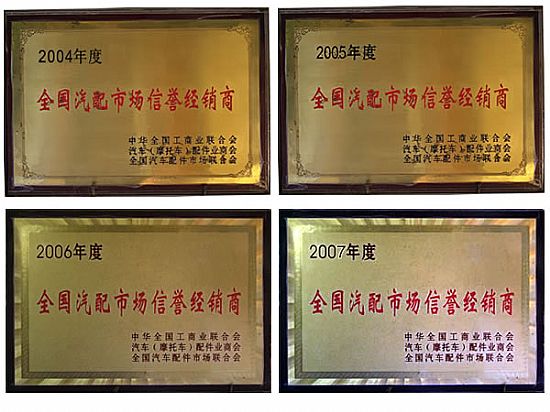 2004年度
全国汽配市场信誉经销商
中华全国工商业联合会
汽车(摩托车)配件业商会
全国汽车配件市场联合会
2005年度
全国汽配市场信誉经销商
中华全国工商业联合会
汽车(摩托车)配件业商会
全国汽车配件市场联合会
2006年度
全国汽配市场信誉经销商
中华全国工商业联合会
汽车(摩托车)配件业商会
全国汽车配件市场联合会
2007年度
全国汽配市场信誉经销商
中华全国工商业联合会
汽车(摩托车)配件业商会
全国汽车配件市场联合会